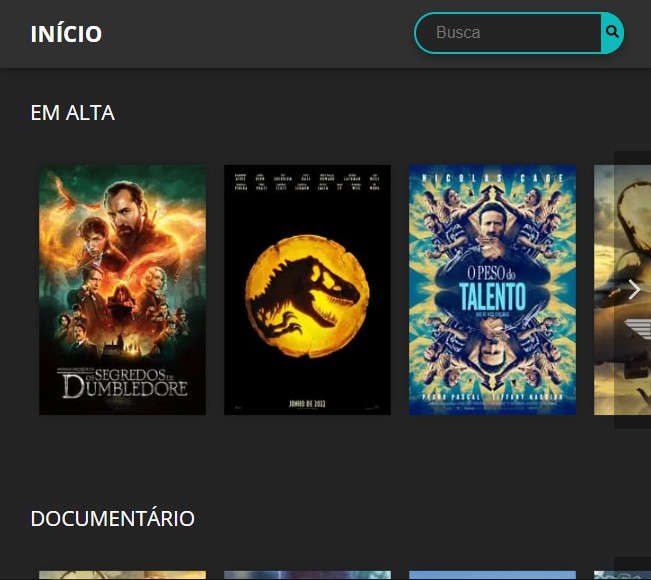 INÍCIO
Busca
EM ALTA
OS SEGREDOS DE
DUMBLEDORE
JUNHO DE 2022
NICOLAS CAGE
O PESO do
TALENTO
PEDRO PASCAL
TIFFANY HADDISH
DOCUMENTÁRIO